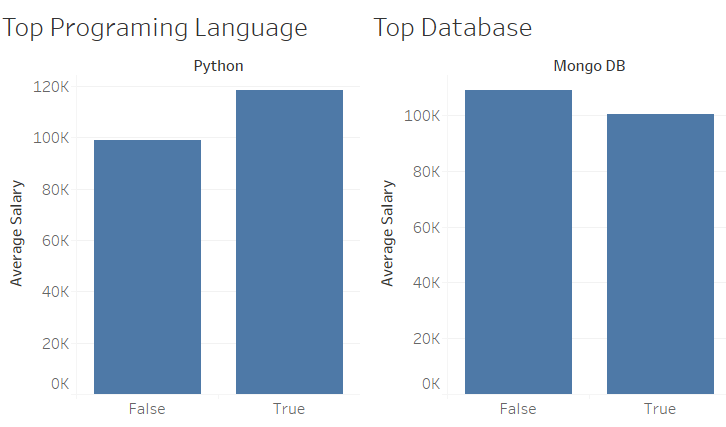 Top Programing Language
Python
Average Salary
120K
100K
80K
60K
40K
20K
0K
False
True
Top Database
Mongo DB
Average Salary
100K
80K
60K
40K
20K
0K
False
True